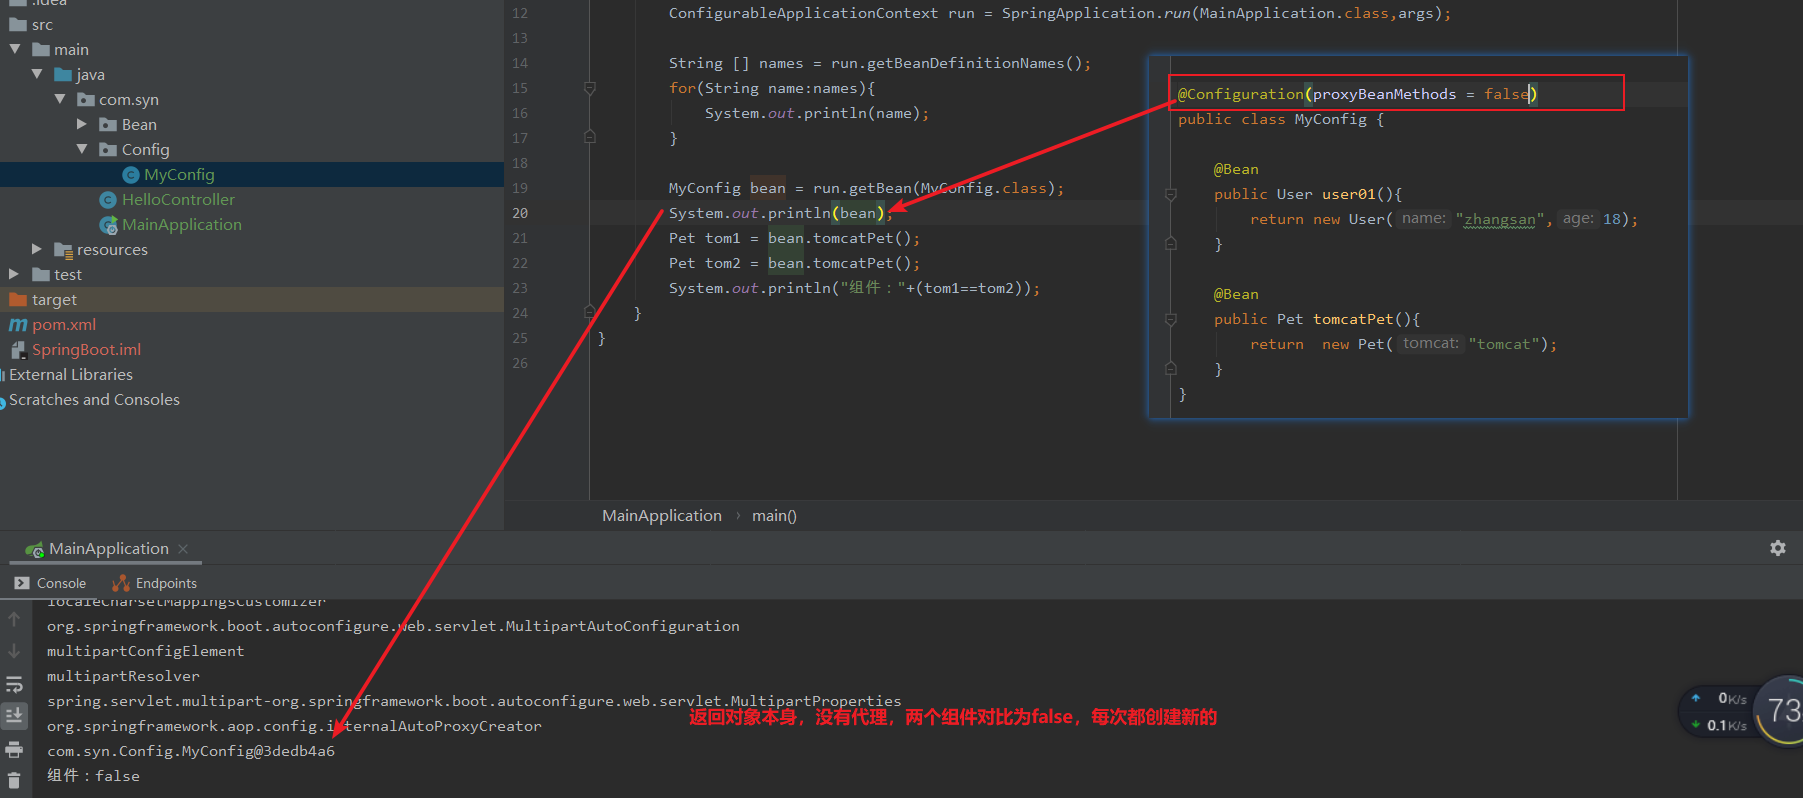 .idea
src
main
java
com.syn
Bean
Config
MyConfig
HelloController
MainApplication
resources
test
target
pom.xml
SpringBoot.iml
External Libraries
Scratches and Consoles
12 ConfigurableApplicationContext run = SpringApplication.run(MainApplication.class,args);
13
14 String [] names = run.getBeanDefinitionNames();
15 for(String name:names){
16 System.out.println(name);
17 }
18
19 MyConfig bean = run.getBean(MyConfig.class);
20 System.out.println(bean);
21 Pet tom1 = bean.tomcatPet();
22 Pet tom2 = bean.tomcatPet();
23 System.out.println("组件："+(tom1==tom2));
24 }
25 }
26
@Configuration(proxyBeanMethods = false)
public class MyConfig {
@Bean
public User user01(){
return new User( name: "zhangsan", age: 18);
}
@Bean
public Pet tomcatPet(){
return new Pet( tomcat: "tomcat");
}
}
MainApplication › main()
MainApplication
Console Endpoints
localeCharsetMappingsCustomizer
org.springframework.boot.autoconfigure.web.servlet.MultipartAutoConfiguration
multipartConfigElement
multipartResolver
spring.servlet.multipart-org.springframework.boot.autoconfigure.web.servlet.MultipartProperties
org.springframework.aop.config.internalAutoProxyCreator
com.syn.Config.MyConfig@3dedb4a6
组件：false
返回对象本身，没有代理，两个组件对比为false，每次都创建新的
0K/s
0.1K/s
73